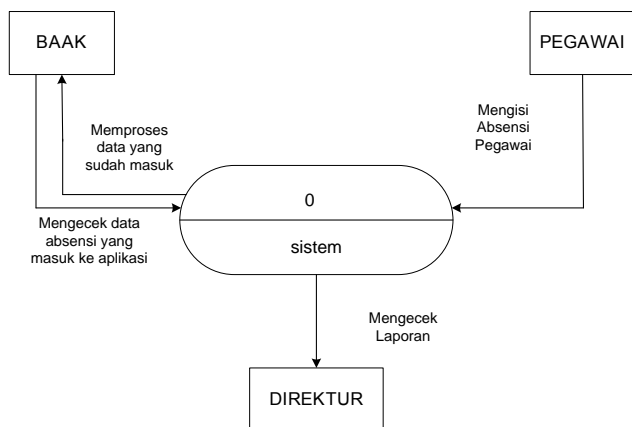 BAAK
PEGAWAI
Memproses
data yang
sudah masuk
Mengisi
Absensi
Pegawai
0
sistem
Mengecek data
absensi yang
masuk ke aplikasi
Mengecek
Laporan
DIREKTUR